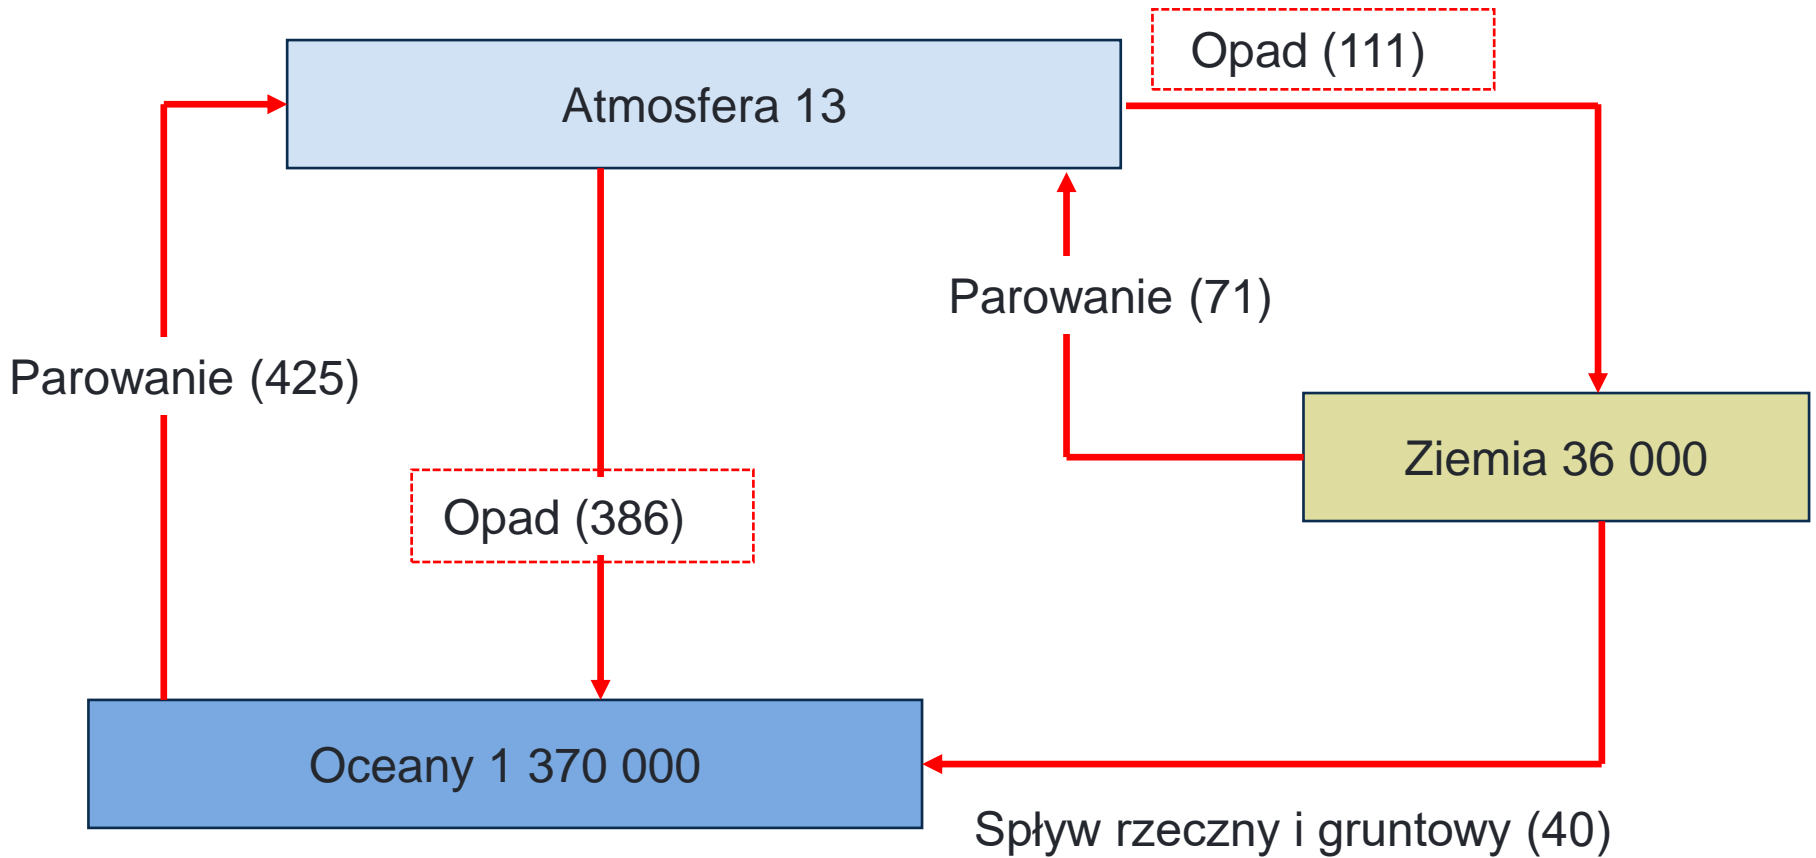 Opad (111)
Atmosfera 13
Parowanie (71)
Parowanie (425)
Ziemia 36 000
Opad (386)
Oceany 1 370 000
Spływ rzeczny i gruntowy (40)